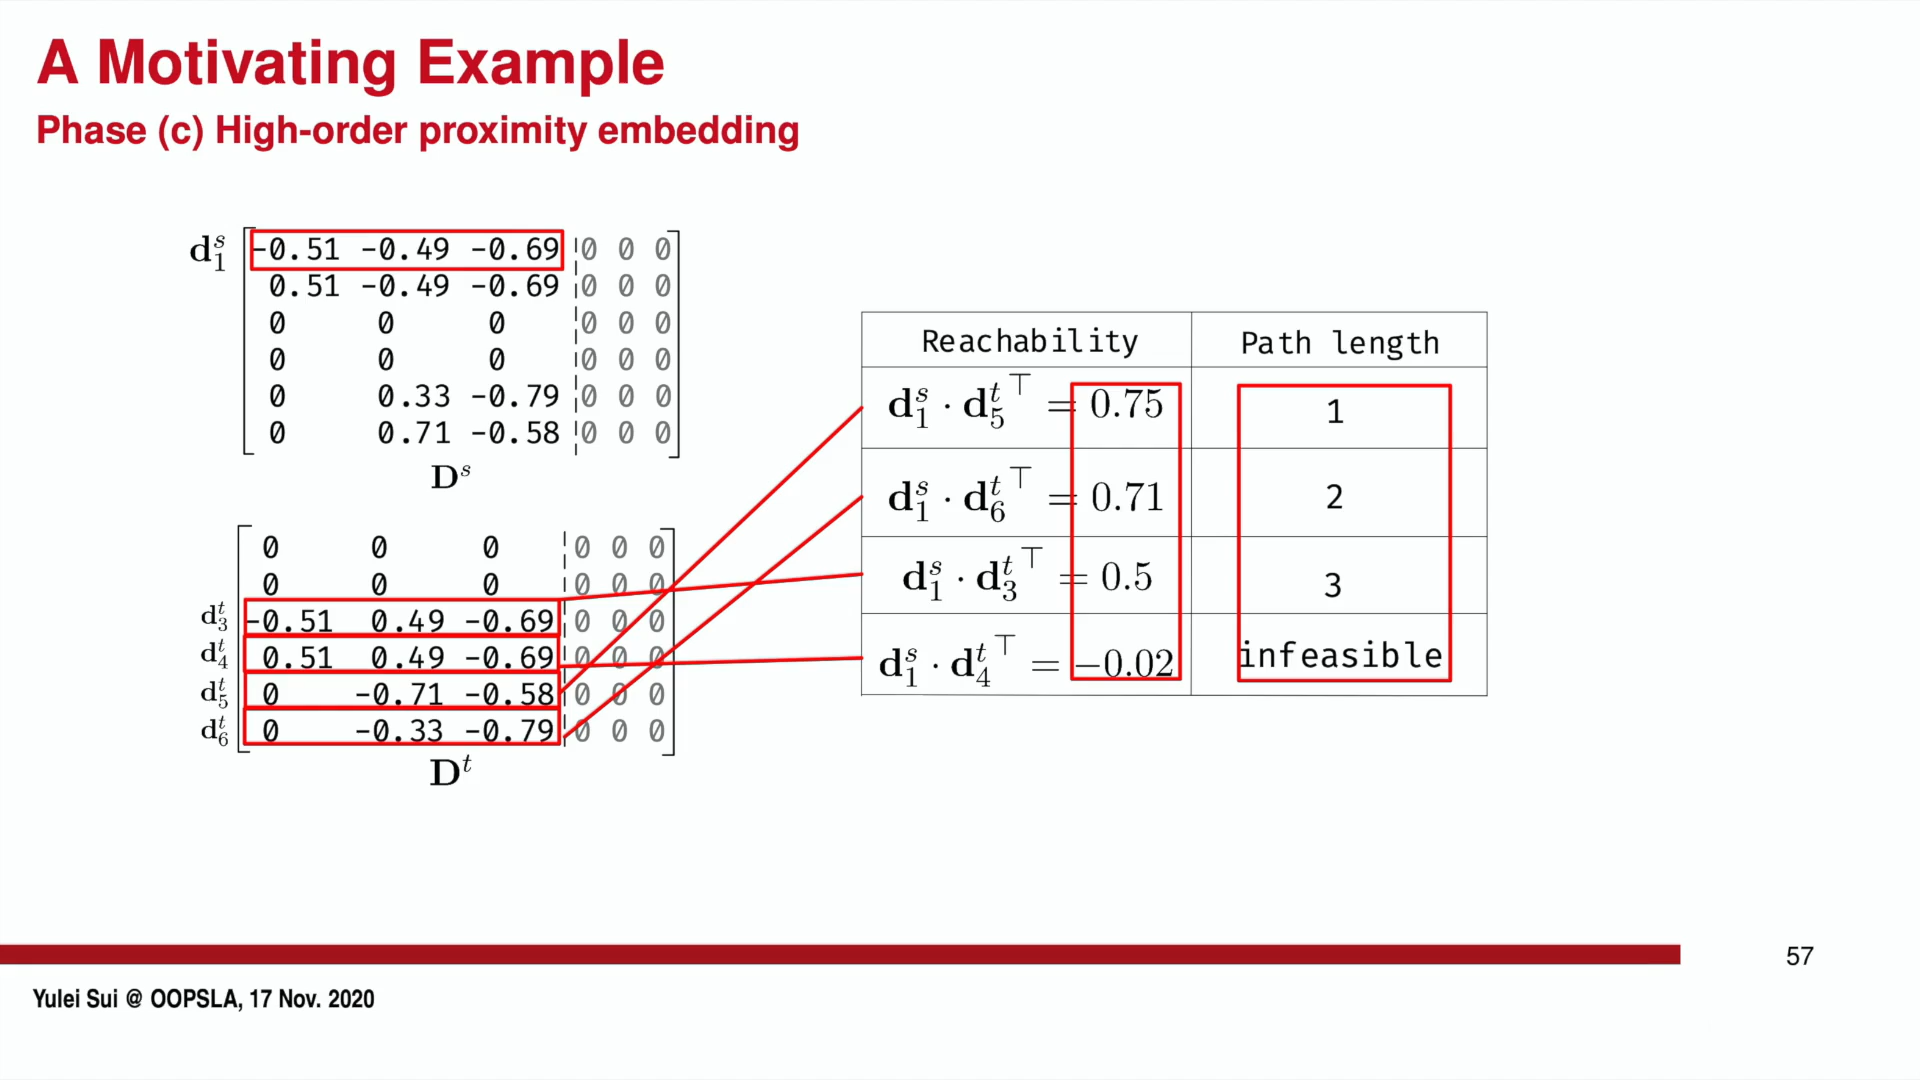 A Motivating Example
Phase (c) High-order proximity embedding
d₁ˢ -0.51 -0.49 -0.69 0 0 0
0.51 -0.49 -0.69 0 0 0
0 0 0 0 0 0
0 0 0 0 0 0
0 0.33 -0.79 0 0 0
0 0.71 -0.58 0 0 0
Dˢ
0 0 0 0 0 0
0 0 0 0 0 0
d₃ᵗ -0.51 0.49 -0.69 0 0 0
d₄ᵗ 0.51 0.49 -0.69 0 0 0
d₅ᵗ 0 -0.71 -0.58 0 0 0
d₆ᵗ 0 -0.33 -0.79 0 0 0
Dᵗ
Reachability Path length
d₁ˢ · d₅ᵗ⊤ = 0.75 1
d₁ˢ · d₆ᵗ⊤ = 0.71 2
d₁ˢ · d₃ᵗ⊤ = 0.5 3
d₁ˢ · d₄ᵗ⊤ = −0.02 infeasible
57
Yulei Sui @ OOPSLA, 17 Nov. 2020